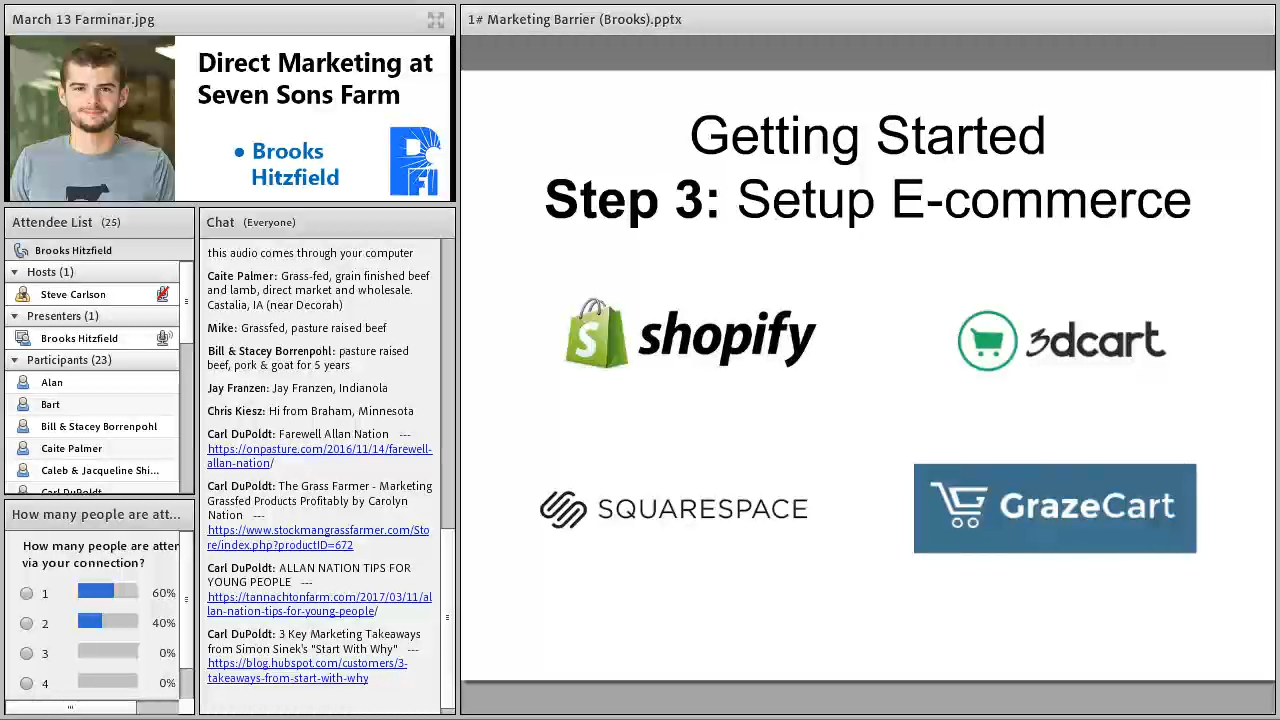 March 13 Farminar.jpg
Direct Marketing at
Seven Sons Farm
• Brooks
Hitzfield
Attendee List (25)
Brooks Hitzfield
Hosts (1)
Steve Carlson
Presenters (1)
Brooks Hitzfield
Participants (23)
Alan
Bart
Bill & Stacey Borrenpohl
Caite Palmer
Caleb & Jacqueline Shi...
Carl DuPoldt
How many people are att...
How many people are atten
via your connection?
1 60%
2 40%
3 0%
4 0%
Chat (Everyone)
this audio comes through your computer
Caite Palmer: Grass-fed, grain finished beef
and lamb, direct market and wholesale.
Castalia, IA (near Decorah)
Mike: Grassfed, pasture raised beef
Bill & Stacey Borrenpohl: pasture raised
beef, pork & goat for 5 years
Jay Franzen: Jay Franzen, Indianola
Chris Kiesz: Hi from Braham, Minnesota
Carl DuPoldt: Farewell Allan Nation ---
https://onpasture.com/2016/11/14/farewell-
allan-nation/
Carl DuPoldt: The Grass Farmer - Marketing
Grassfed Products Profitably by Carolyn
Nation ---
https://www.stockmangrassfarmer.com/Sto
re/index.php?productID=672
Carl DuPoldt: ALLAN NATION TIPS FOR
YOUNG PEOPLE ---
https://tannachtonfarm.com/2017/03/11/al
lan-nation-tips-for-young-people/
Carl DuPoldt: 3 Key Marketing Takeaways
from Simon Sinek's "Start With Why" ---
https://blog.hubspot.com/customers/3-
takeaways-from-start-with-why
1# Marketing Barrier (Brooks).pptx
Getting Started
Step 3: Setup E-commerce
shopify
3dcart
SQUARESPACE
GrazeCart